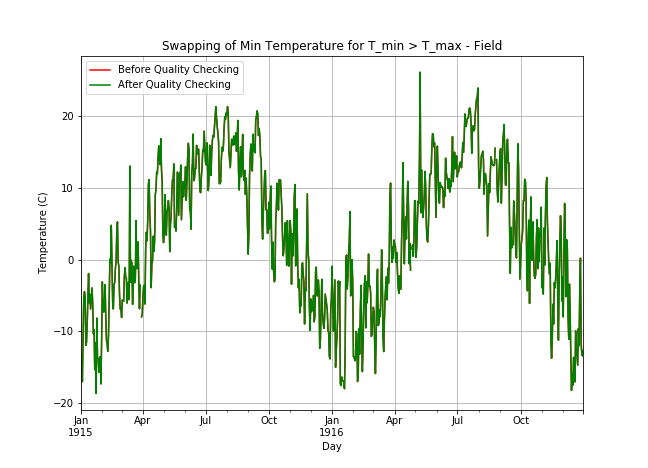 Swapping of Min Temperature for T_min > T_max - Field
Before Quality Checking
After Quality Checking
Temperature (C)
20
10
0
−10
−20
Jan
1915
Apr
Jul
Oct
Jan
1916
Apr
Jul
Oct
Day